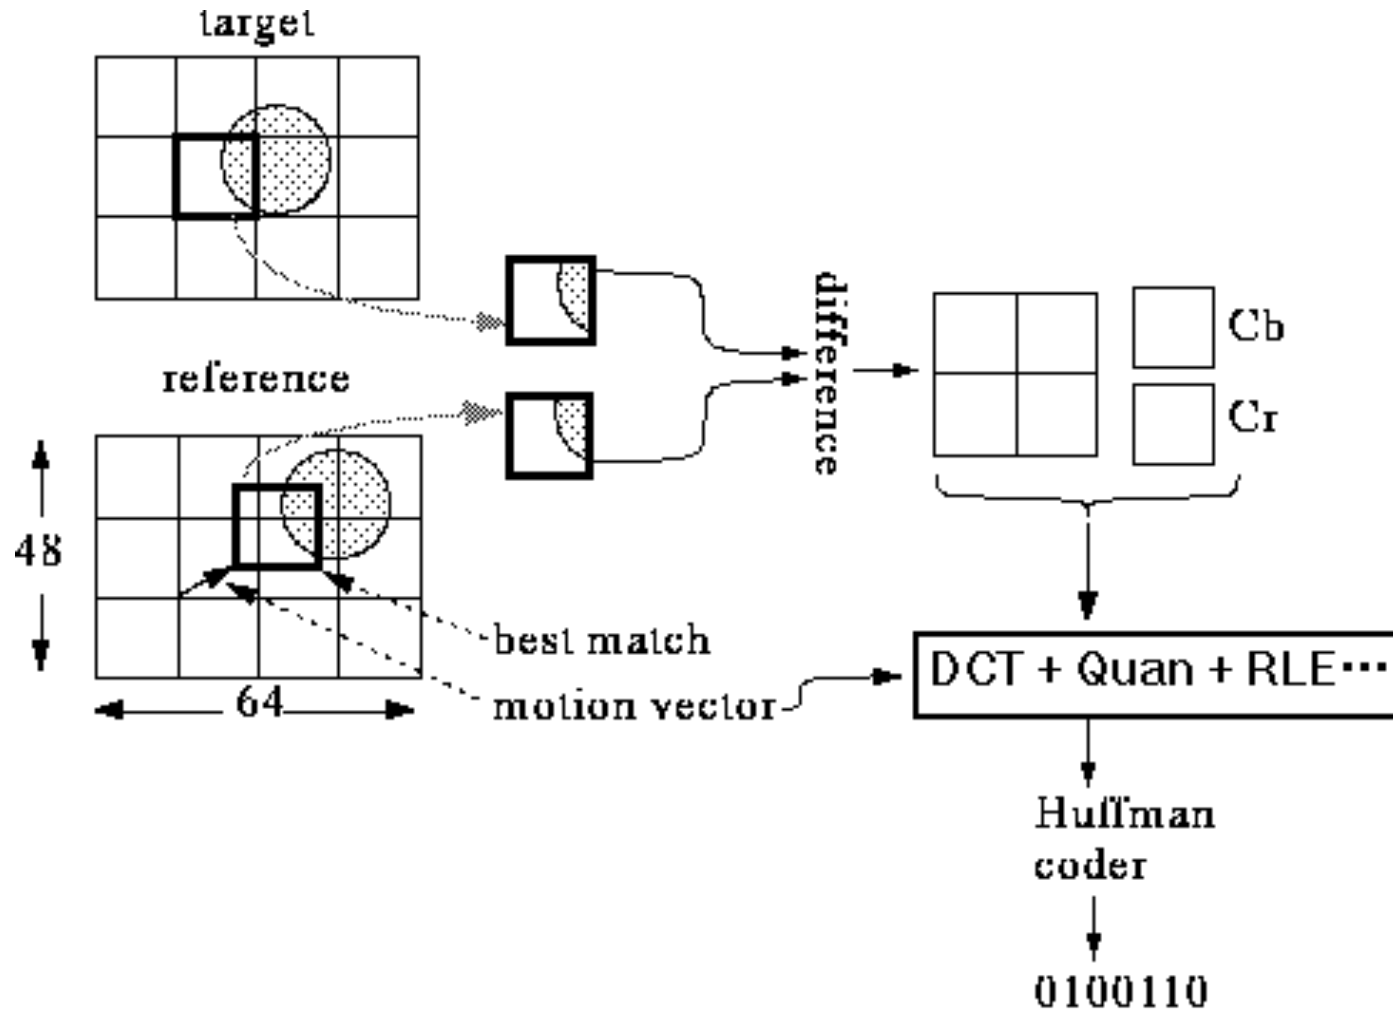 target
reference
48
64
best match
motion vector
difference
Cb
Cr
DCT + Quan + RLE···
Huffman
coder
0100110